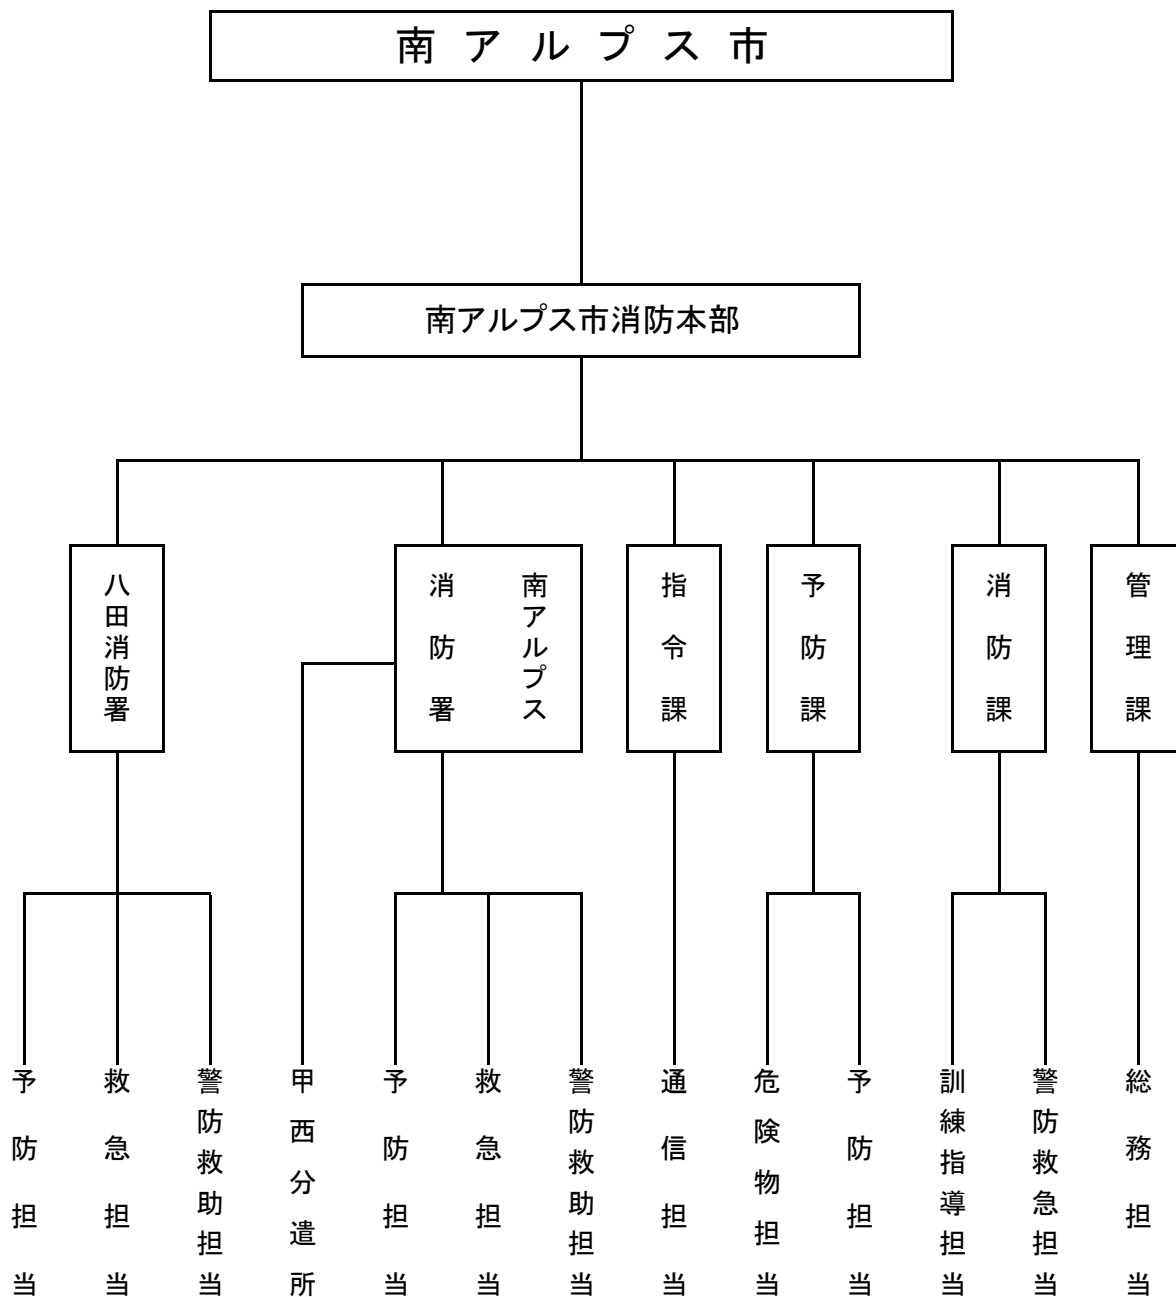 南アルプス市
南アルプス市消防本部
管理課
消防課
予防課
指令課
南アルプス
消防署
八田消防署
総務担当
警防救急担当
訓練指導担当
予防担当
危険物担当
通信担当
警防救助担当
救急担当
予防担当
甲西分遣所
警防救助担当
救急担当
予防担当